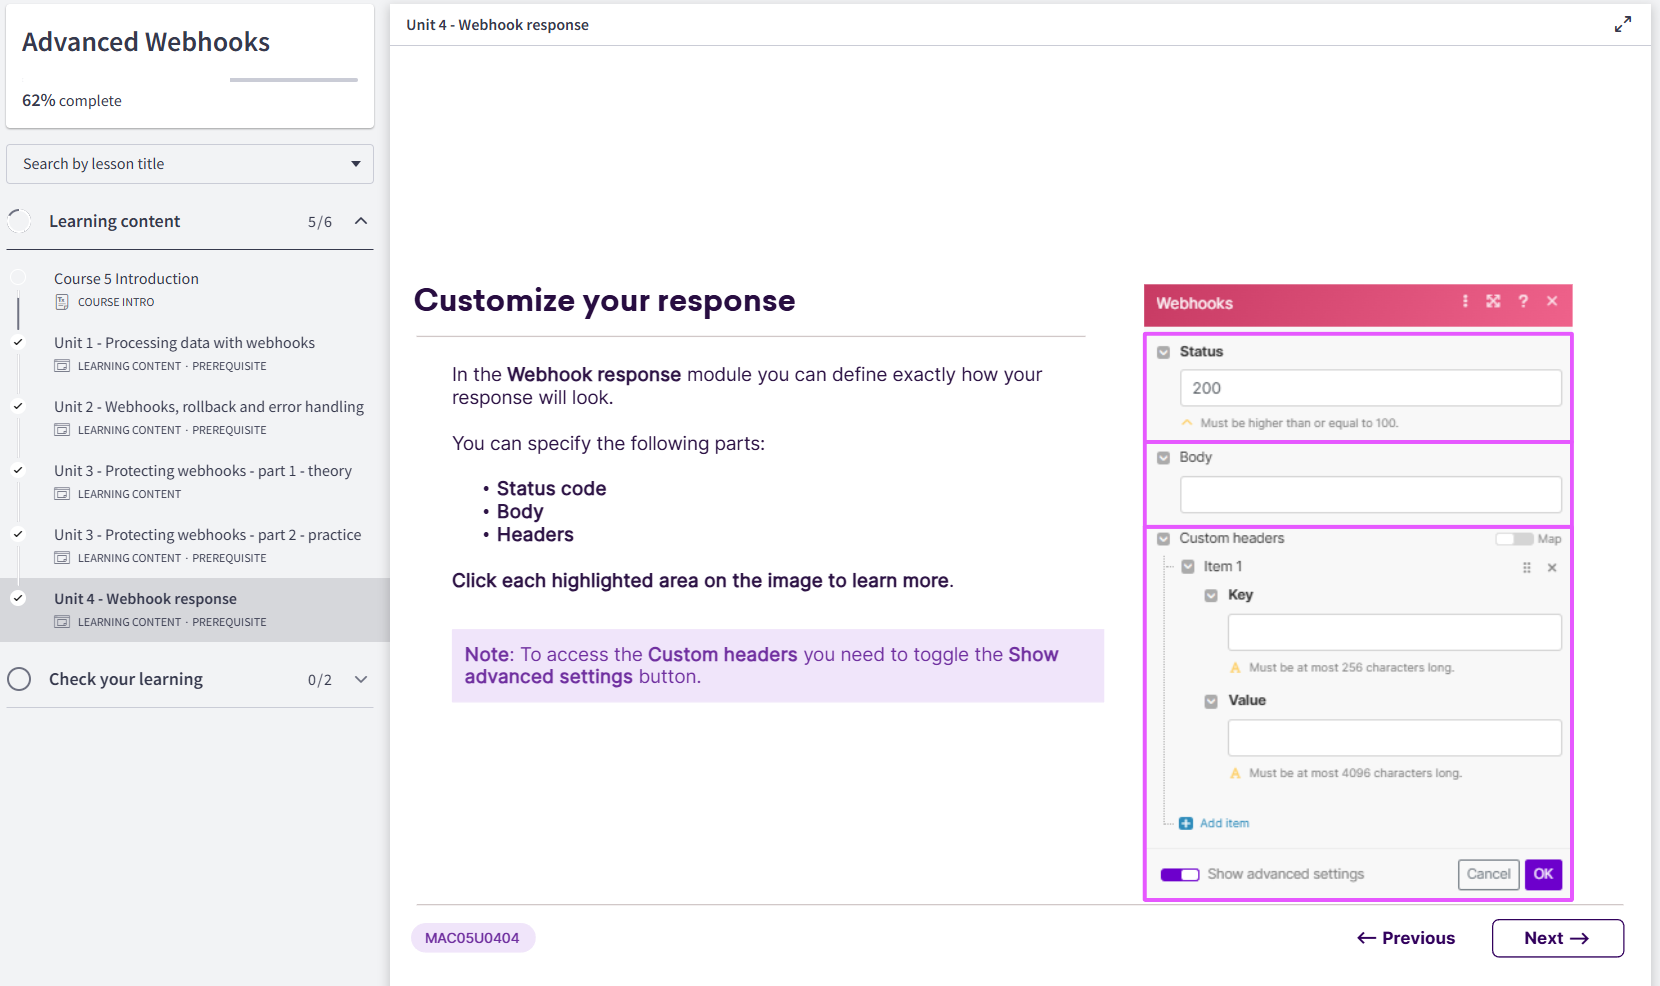 Advanced Webhooks
62% complete
Search by lesson title
Learning content 5/6
Course 5 Introduction
COURSE INTRO
Unit 1 - Processing data with webhooks
LEARNING CONTENT · PREREQUISITE
Unit 2 - Webhooks, rollback and error handling
LEARNING CONTENT · PREREQUISITE
Unit 3 - Protecting webhooks - part 1 - theory
LEARNING CONTENT
Unit 3 - Protecting webhooks - part 2 - practice
LEARNING CONTENT · PREREQUISITE
Unit 4 - Webhook response
LEARNING CONTENT · PREREQUISITE
Check your learning 0/2
Unit 4 - Webhook response
Customize your response
In the Webhook response module you can define exactly how your
response will look.
You can specify the following parts:
• Status code
• Body
• Headers
Click each highlighted area on the image to learn more.
Note: To access the Custom headers you need to toggle the Show
advanced settings button.
Webhooks
Status
200
Must be higher than or equal to 100.
Body
Custom headers Map
Item 1
Key
Must be at most 256 characters long.
Value
Must be at most 4096 characters long.
Add item
Show advanced settings Cancel OK
MAC05U0404
← Previous Next →